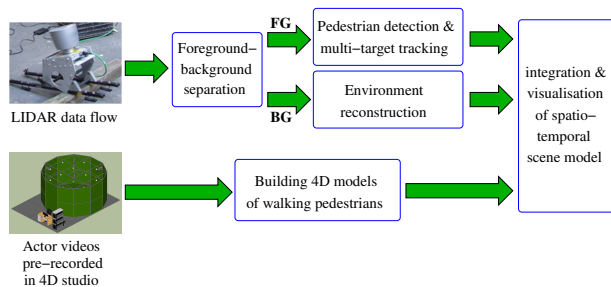 FG
Pedestrian detection &
multi−target tracking
Foreground−
background
separation
BG
Environment
reconstruction
LIDAR data flow
integration &
visualisation
of spatio−
temporal
scene model
Building 4D models
of walking pedestrians
Actor videos
pre−recorded
in 4D studio